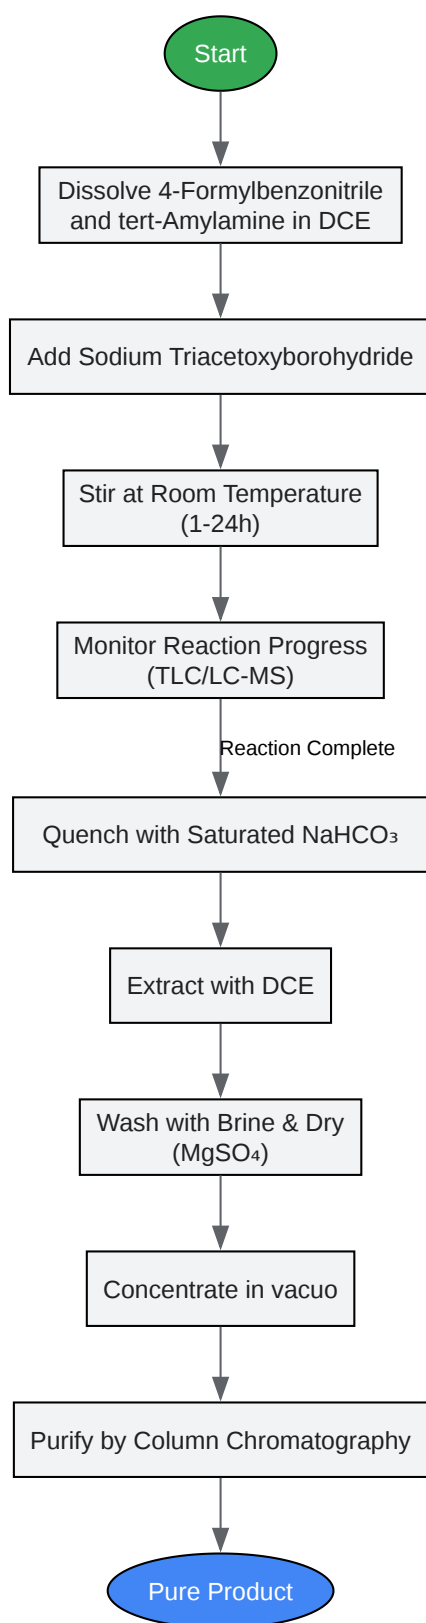 Start
Dissolve 4-Formylbenzonitrile
and tert-Amylamine in DCE
Add Sodium Triacetoxyborohydride
Stir at Room Temperature
(1-24h)
Monitor Reaction Progress
(TLC/LC-MS)
Reaction Complete
Quench with Saturated NaHCO₃
Extract with DCE
Wash with Brine & Dry
(MgSO₄)
Concentrate in vacuo
Purify by Column Chromatography
Pure Product